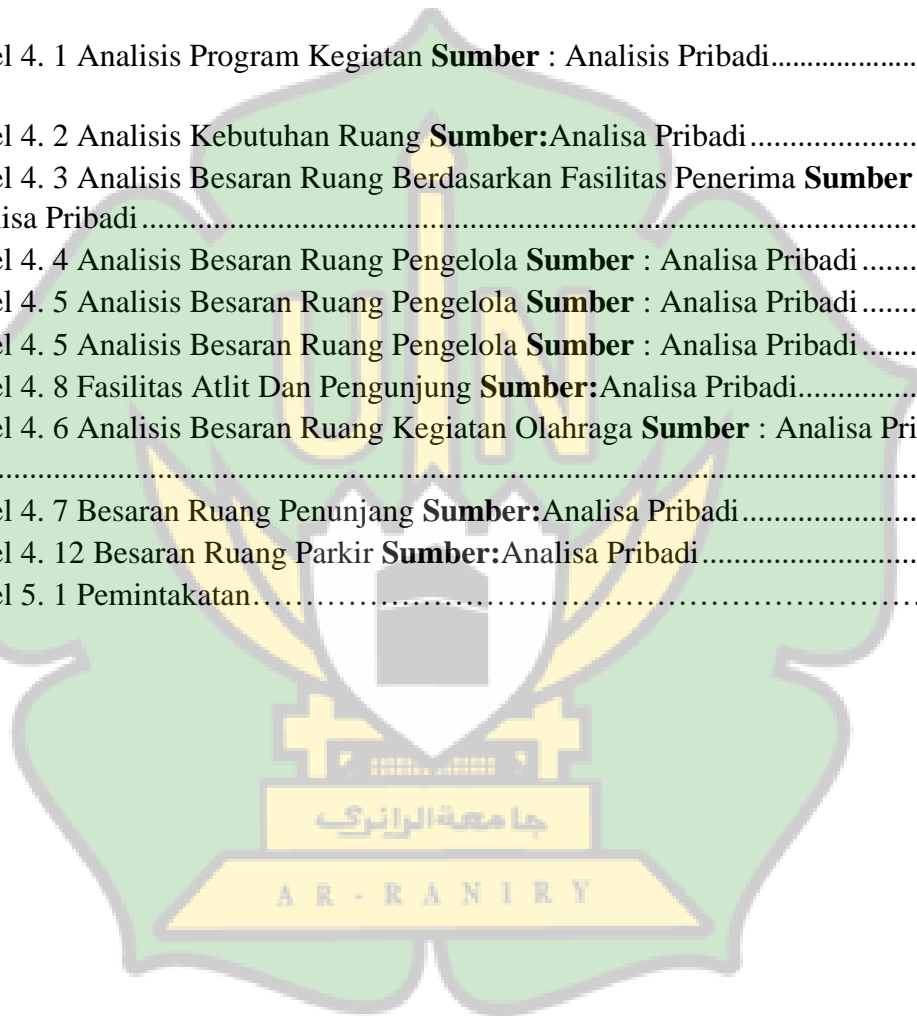 el 4. 1 Analisis Program Kegiatan Sumber : Analisis Pribadi.....................
el 4. 2 Analisis Kebutuhan Ruang Sumber:Analisa Pribadi.....................
el 4. 3 Analisis Besaran Ruang Berdasarkan Fasilitas Penerima Sumber
lisa Pribadi.....................
el 4. 4 Analisis Besaran Ruang Pengelola Sumber : Analisa Pribadi........
el 4. 5 Analisis Besaran Ruang Pengelola Sumber : Analisa Pribadi........
el 4. 5 Analisis Besaran Ruang Pengelola Sumber : Analisa Pribadi........
el 4. 8 Fasilitas Atlit Dan Pengunjung Sumber:Analisa Pribadi.................
el 4. 6 Analisis Besaran Ruang Kegiatan Olahraga Sumber : Analisa Pri
.....................
el 4. 7 Besaran Ruang Penunjang Sumber:Analisa Pribadi.....................
el 4. 12 Besaran Ruang Parkir Sumber:Analisa Pribadi.....................
el 5. 1 Pemintakatan.....................
UIN
جامعة الرانري
AR-RANIRY